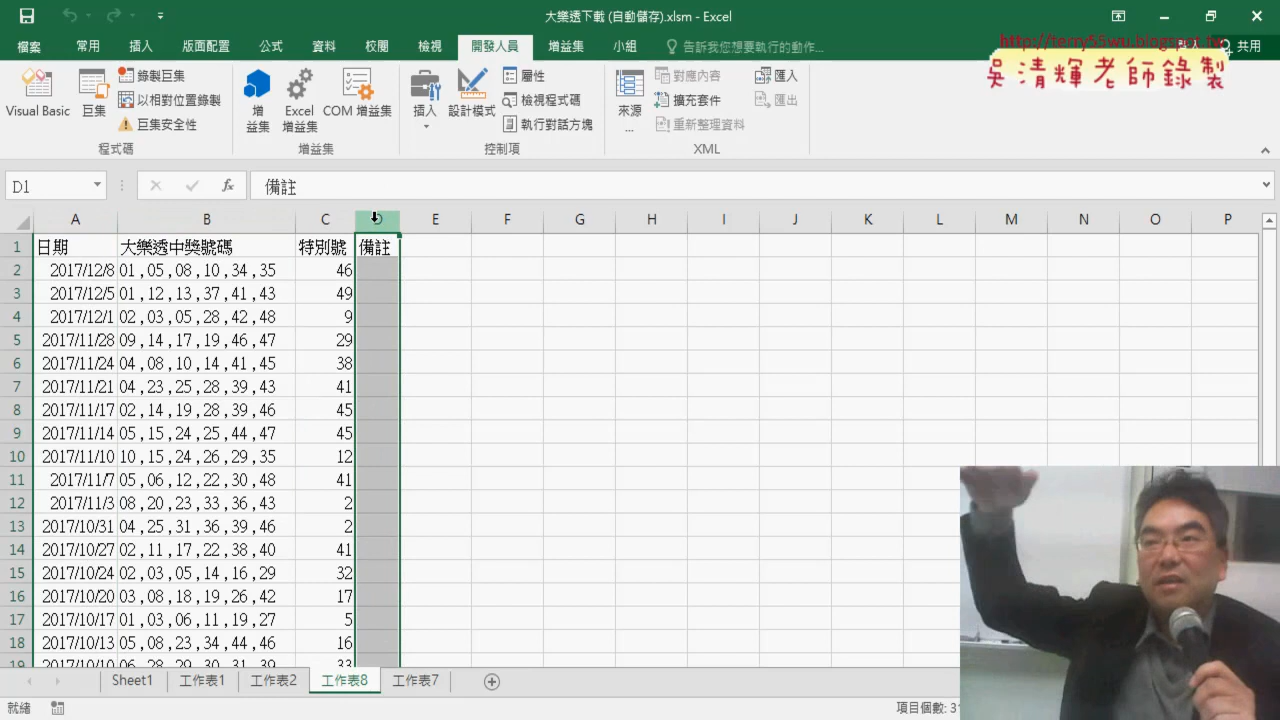 大樂透下載 (自動儲存).xlsm - Excel
檔案 常用 插入 版面配置 公式 資料 校閱 檢視 開發人員 增益集 小組 告訴我您想要執行的動作... 共用
http://terry55wu.blogspot.tw
吳清輝老師錄製
Visual Basic 巨集 錄製巨集 以相對位置錄製 巨集安全性 程式碼
增益集 Excel 增益集 COM 增益集 增益集
插入 設計模式 屬性 檢視程式碼 執行對話方塊 控制項
來源... 對應內容 擴充套件 重新整理資料 匯入 匯出 XML
D1 fx 備註
A B C D E F G H I J K L M N O P
1 日期 大樂透中獎號碼 特別號 備註
2 2017/12/8 01 ,05 ,08 ,10 ,34 ,35 46
3 2017/12/5 01 ,12 ,13 ,37 ,41 ,43 49
4 2017/12/1 02 ,03 ,05 ,28 ,42 ,48 9
5 2017/11/28 09 ,14 ,17 ,19 ,46 ,47 29
6 2017/11/24 04 ,08 ,10 ,14 ,41 ,45 38
7 2017/11/21 04 ,23 ,25 ,28 ,39 ,43 41
8 2017/11/17 02 ,14 ,19 ,28 ,39 ,46 45
9 2017/11/14 05 ,15 ,24 ,25 ,44 ,47 45
10 2017/11/10 10 ,15 ,24 ,26 ,29 ,35 12
11 2017/11/7 05 ,06 ,12 ,22 ,30 ,48 41
12 2017/11/3 08 ,20 ,23 ,33 ,36 ,43 2
13 2017/10/31 04 ,25 ,31 ,36 ,39 ,46 2
14 2017/10/27 02 ,11 ,17 ,22 ,38 ,40 41
15 2017/10/24 02 ,03 ,05 ,14 ,16 ,29 32
16 2017/10/20 03 ,08 ,18 ,19 ,26 ,42 17
17 2017/10/17 01 ,03 ,06 ,11 ,19 ,27 5
18 2017/10/13 05 ,08 ,23 ,34 ,44 ,46 16
19 2017/10/10 06 ,28 ,29 ,30 ,31 ,39 33
Sheet1 工作表1 工作表2 工作表8 工作表7
就緒 項目個數: 31